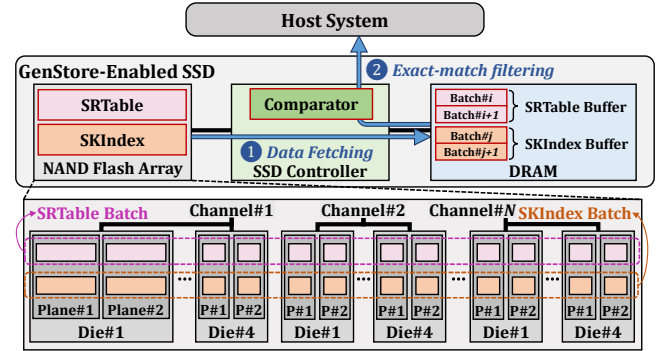 Host System
GenStore-Enabled SSD
2 Exact-match filtering
SRTable
SKIndex
NAND Flash Array
Comparator
1 Data Fetching
SSD Controller
Batch#i
Batch#i+1
SRTable Buffer
Batch#j
Batch#j+1
SKIndex Buffer
DRAM
SRTable Batch
Channel#1
Channel#2
Channel#N
SKIndex Batch
... ... ... ...
Plane#1 Plane#2 P#1 P#2 P#1 P#2 P#1 P#2 P#1 P#2 P#1 P#2
Die#1 Die#4 Die#1 Die#4 Die#1 Die#4